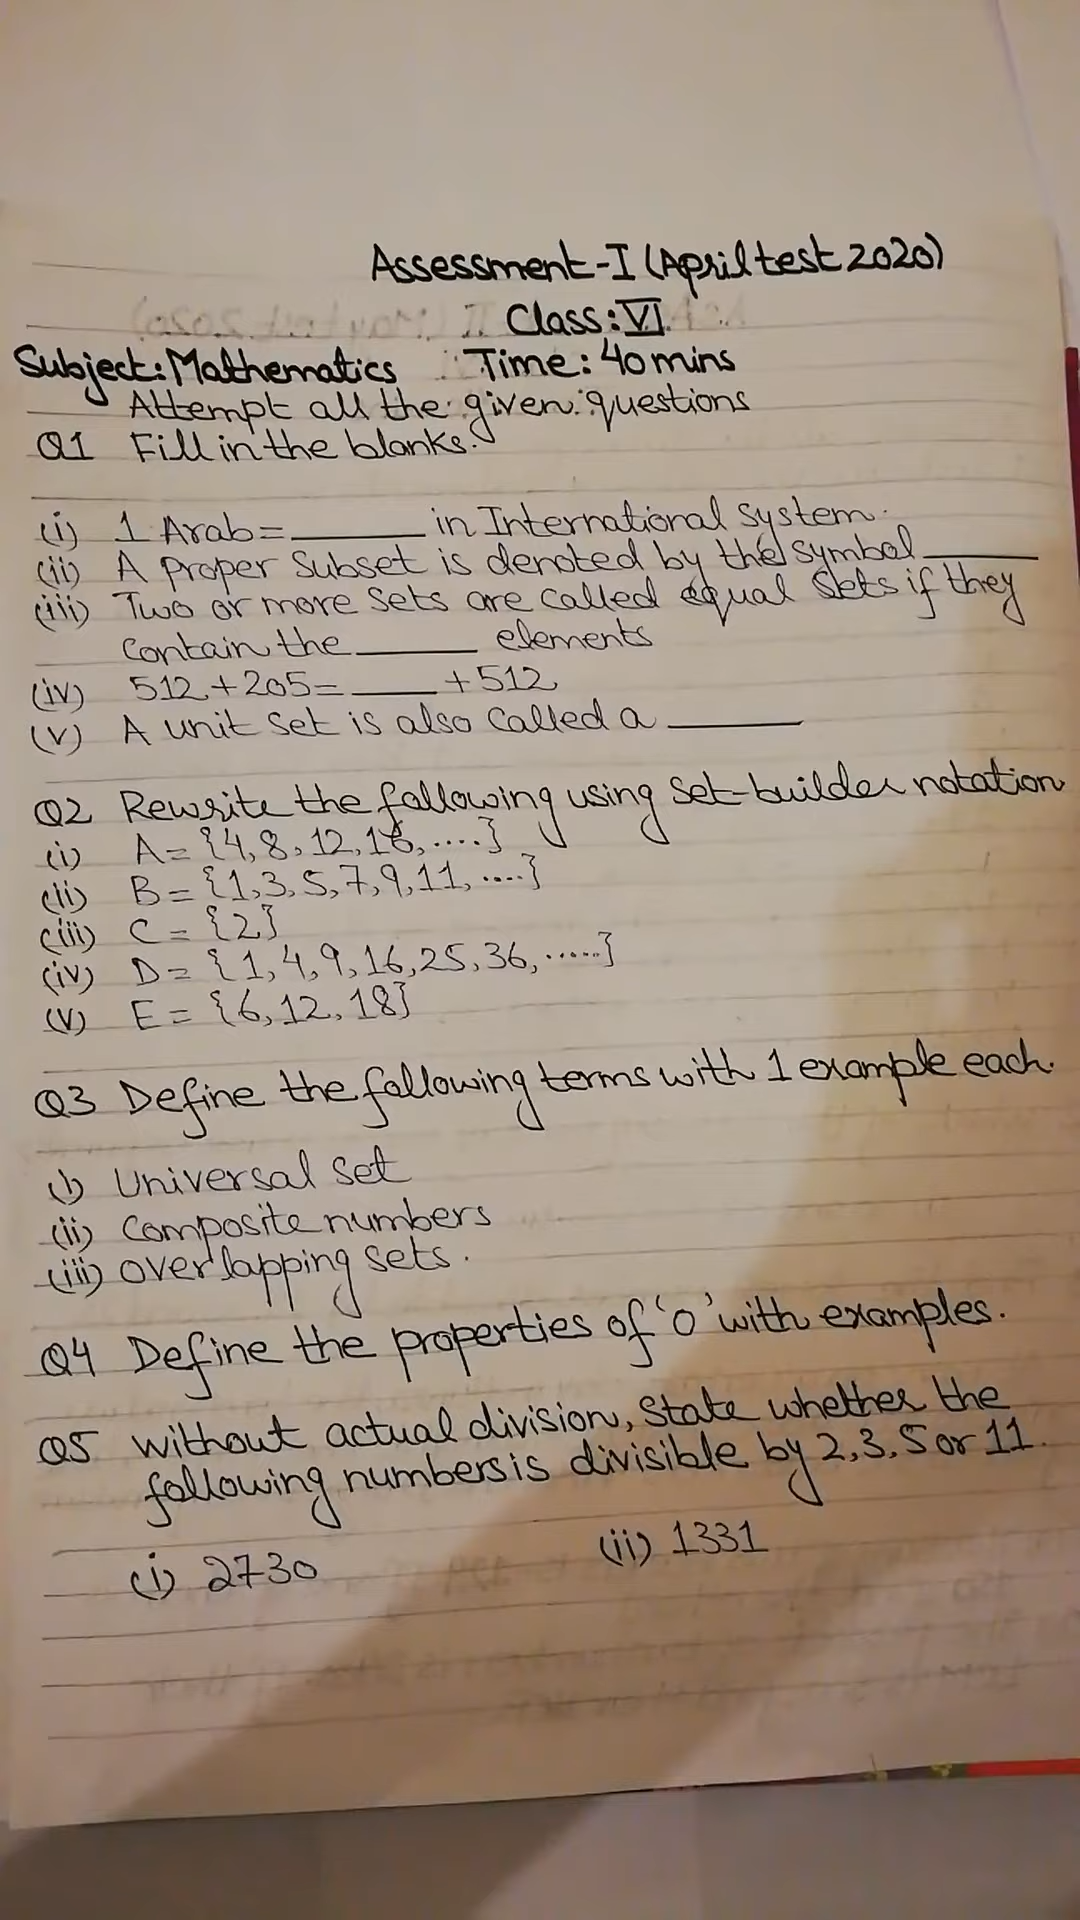 Assessment-I (April test 2020)
Class: VI
Subject: Mathematics Time: 40 mins
Attempt all the given questions
Q1 Fill in the blanks.
(i) 1 Arab = ______ in International system.
(ii) A proper subset is denoted by the symbol ______
(iii) Two or more sets are called equal sets if they
contain the ______ elements
(iv) 512 + 205 = ____ + 512
(v) A unit set is also called a ______
Q2 Rewrite the following using set-builder notation
(i) A = {4, 8, 12, 16, ....}
(ii) B = {1, 3, 5, 7, 9, 11, ....}
(iii) C = {2}
(iv) D = {1, 4, 9, 16, 25, 36, .....}
(v) E = {6, 12, 18}
Q3 Define the following terms with 1 example each.
(i) Universal set
(ii) Composite numbers
(iii) overlapping sets.
Q4 Define the properties of 'o' with examples.
Q5 without actual division, State whether the
following numbers is divisible by 2, 3, 5 or 11.
(i) 2730 (ii) 1331